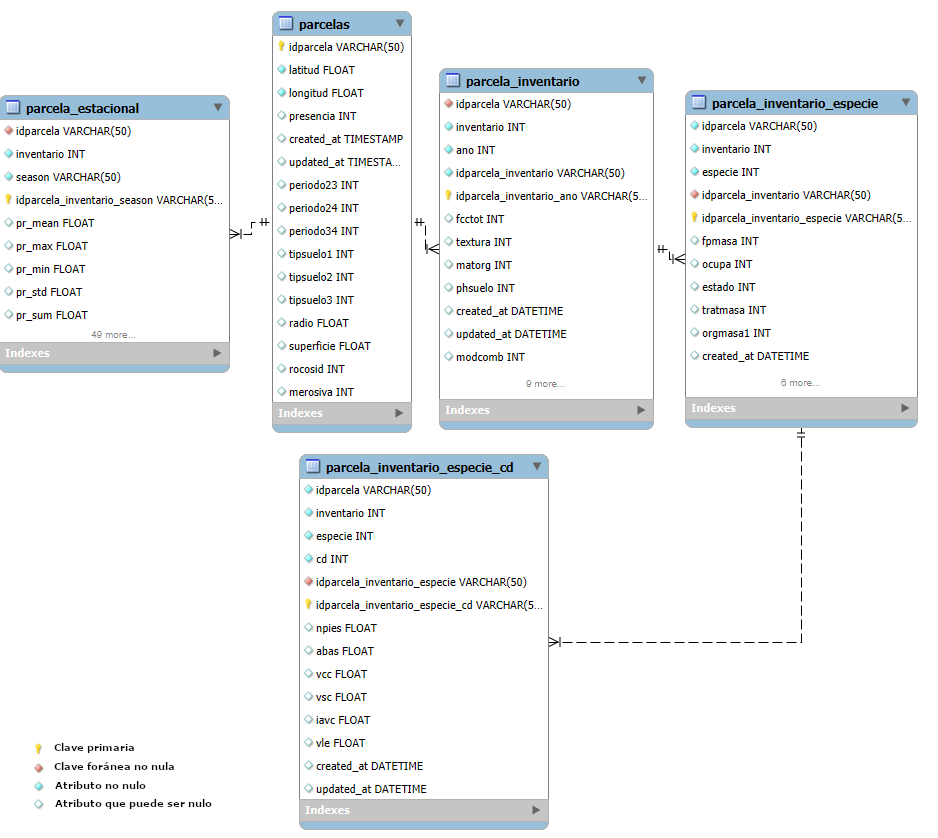 parcela_estacional
idparcela VARCHAR(50)
inventario INT
season VARCHAR(50)
idparcela_inventario_season VARCHAR(5...
pr_mean FLOAT
pr_max FLOAT
pr_min FLOAT
pr_std FLOAT
pr_sum FLOAT
49 more...
Indexes
parcelas
idparcela VARCHAR(50)
latitud FLOAT
longitud FLOAT
presencia INT
created_at TIMESTAMP
updated_at TIMESTA...
periodo23 INT
periodo24 INT
periodo34 INT
tipsuelo1 INT
tipsuelo2 INT
tipsuelo3 INT
radio FLOAT
superficie FLOAT
rocosid INT
merosiva INT
Indexes
parcela_inventario
idparcela VARCHAR(50)
inventario INT
ano INT
idparcela_inventario VARCHAR(50)
idparcela_inventario_ano VARCHAR(5...
fcctot INT
textura INT
matorg INT
phsuelo INT
created_at DATETIME
updated_at DATETIME
modcomb INT
9 more...
Indexes
parcela_inventario_especie
idparcela VARCHAR(50)
inventario INT
especie INT
idparcela_inventario VARCHAR(50)
idparcela_inventario_especie VARCHAR(5...
fpmasa INT
ocupa INT
estado INT
tratmasa INT
orgmasa1 INT
created_at DATETIME
6 more...
Indexes
parcela_inventario_especie_cd
idparcela VARCHAR(50)
inventario INT
especie INT
cd INT
idparcela_inventario_especie VARCHAR(50)
idparcela_inventario_especie_cd VARCHAR(5...
npies FLOAT
abas FLOAT
vcc FLOAT
vsc FLOAT
iavc FLOAT
vle FLOAT
created_at DATETIME
updated_at DATETIME
Indexes
Clave primaria
Clave foránea no nula
Atributo no nulo
Atributo que puede ser nulo